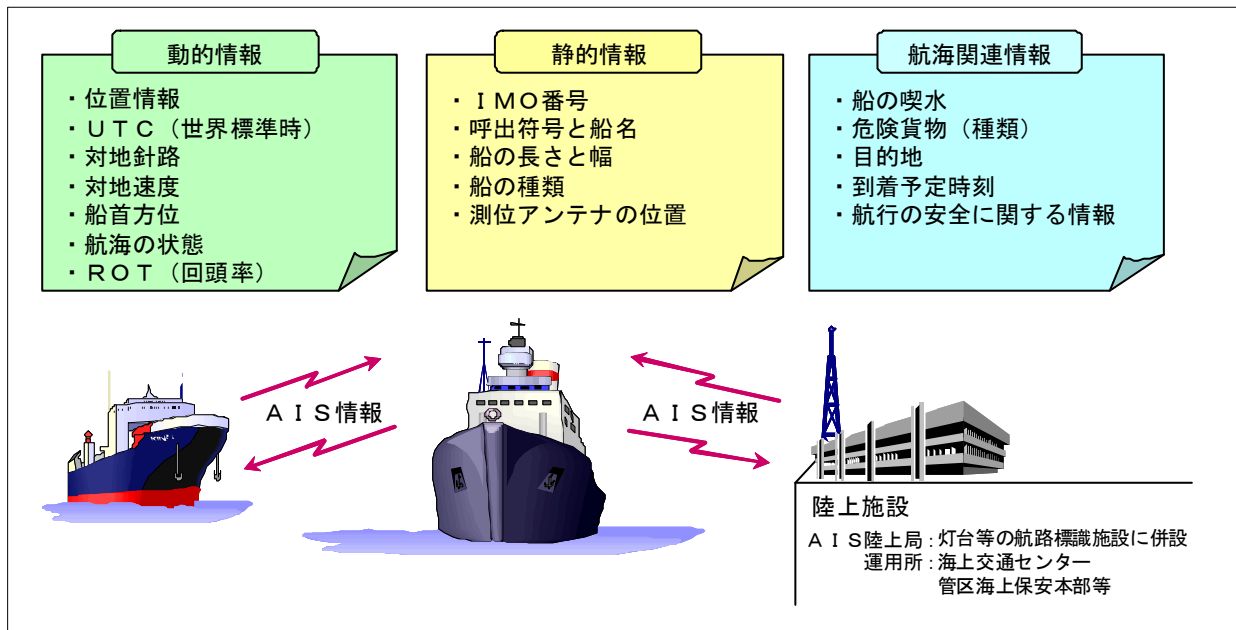 動的情報
・位置情報
・ＵＴＣ（世界標準時）
・対地針路
・対地速度
・船首方位
・航海の状態
・ＲＯＴ（回頭率）
静的情報
・ＩＭＯ番号
・呼出符号と船名
・船の長さと幅
・船の種類
・測位アンテナの位置
航海関連情報
・船の喫水
・危険貨物（種類）
・目的地
・到着予定時刻
・航行の安全に関する情報
ＡＩＳ情報
ＡＩＳ情報
陸上施設
ＡＩＳ陸上局：灯台等の航路標識施設に併設
運用所：海上交通センター
管区海上保安本部等